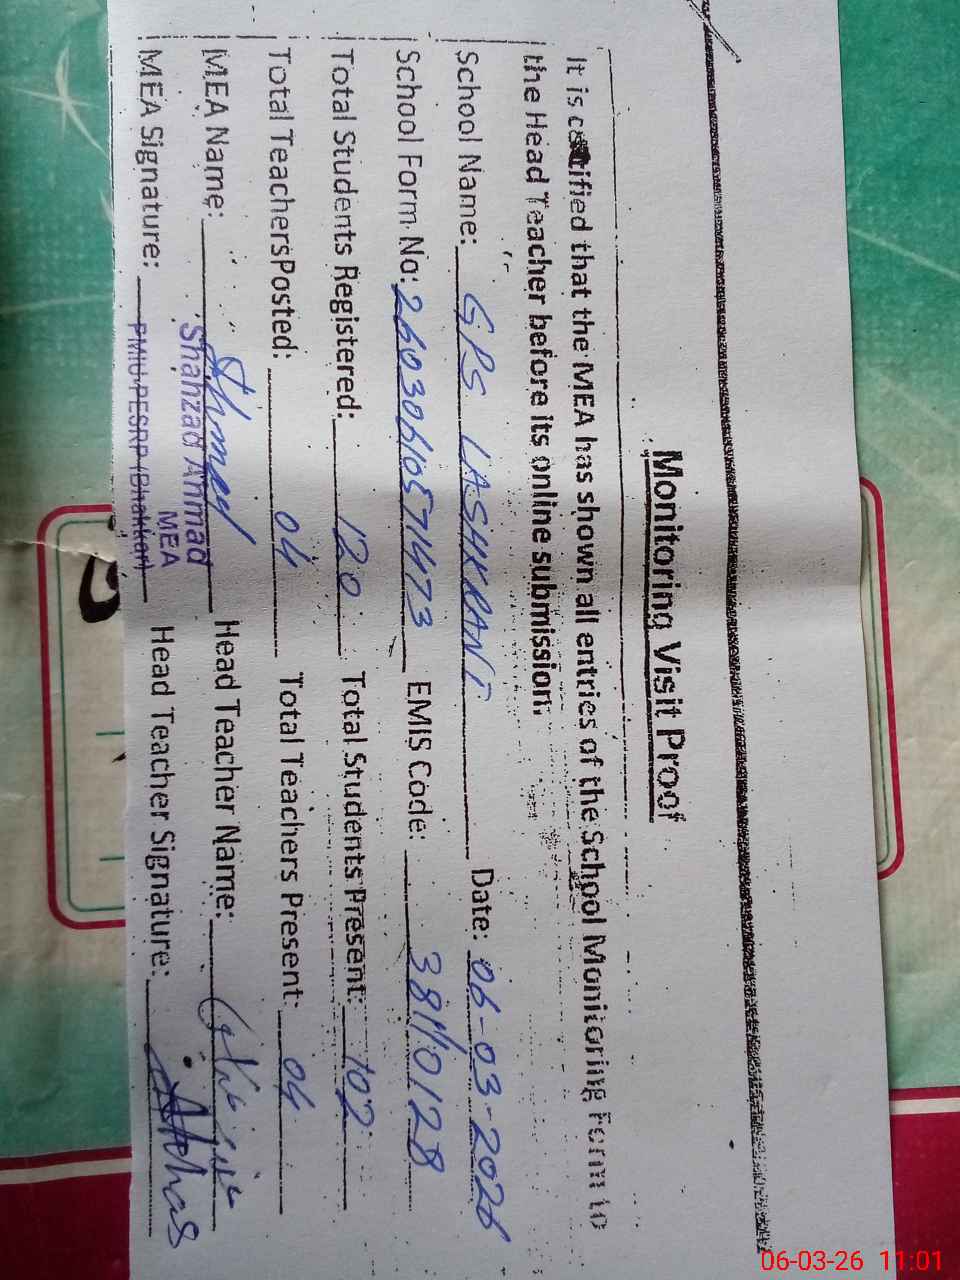 Monitoring Visit Proof
It is certified that the MEA has shown all entries of the School Monitoring Form to
the Head Teacher before its online submission.
School Name: GPS LASHKRANI Date: 06-03-2026
School Form No: 260306105714473 EMIS Code: 38110128
Total Students Registered: 120 Total Students Present: 102
Total TeachersPosted: 04 Total Teachers Present: 04
MEA Name: Ahmad Head Teacher Name:
Shahzad Ahmad
MEA
MEA Signature: Head Teacher Signature:
PMIU-PESRP (Bhakkar)
06-03-26 11:01